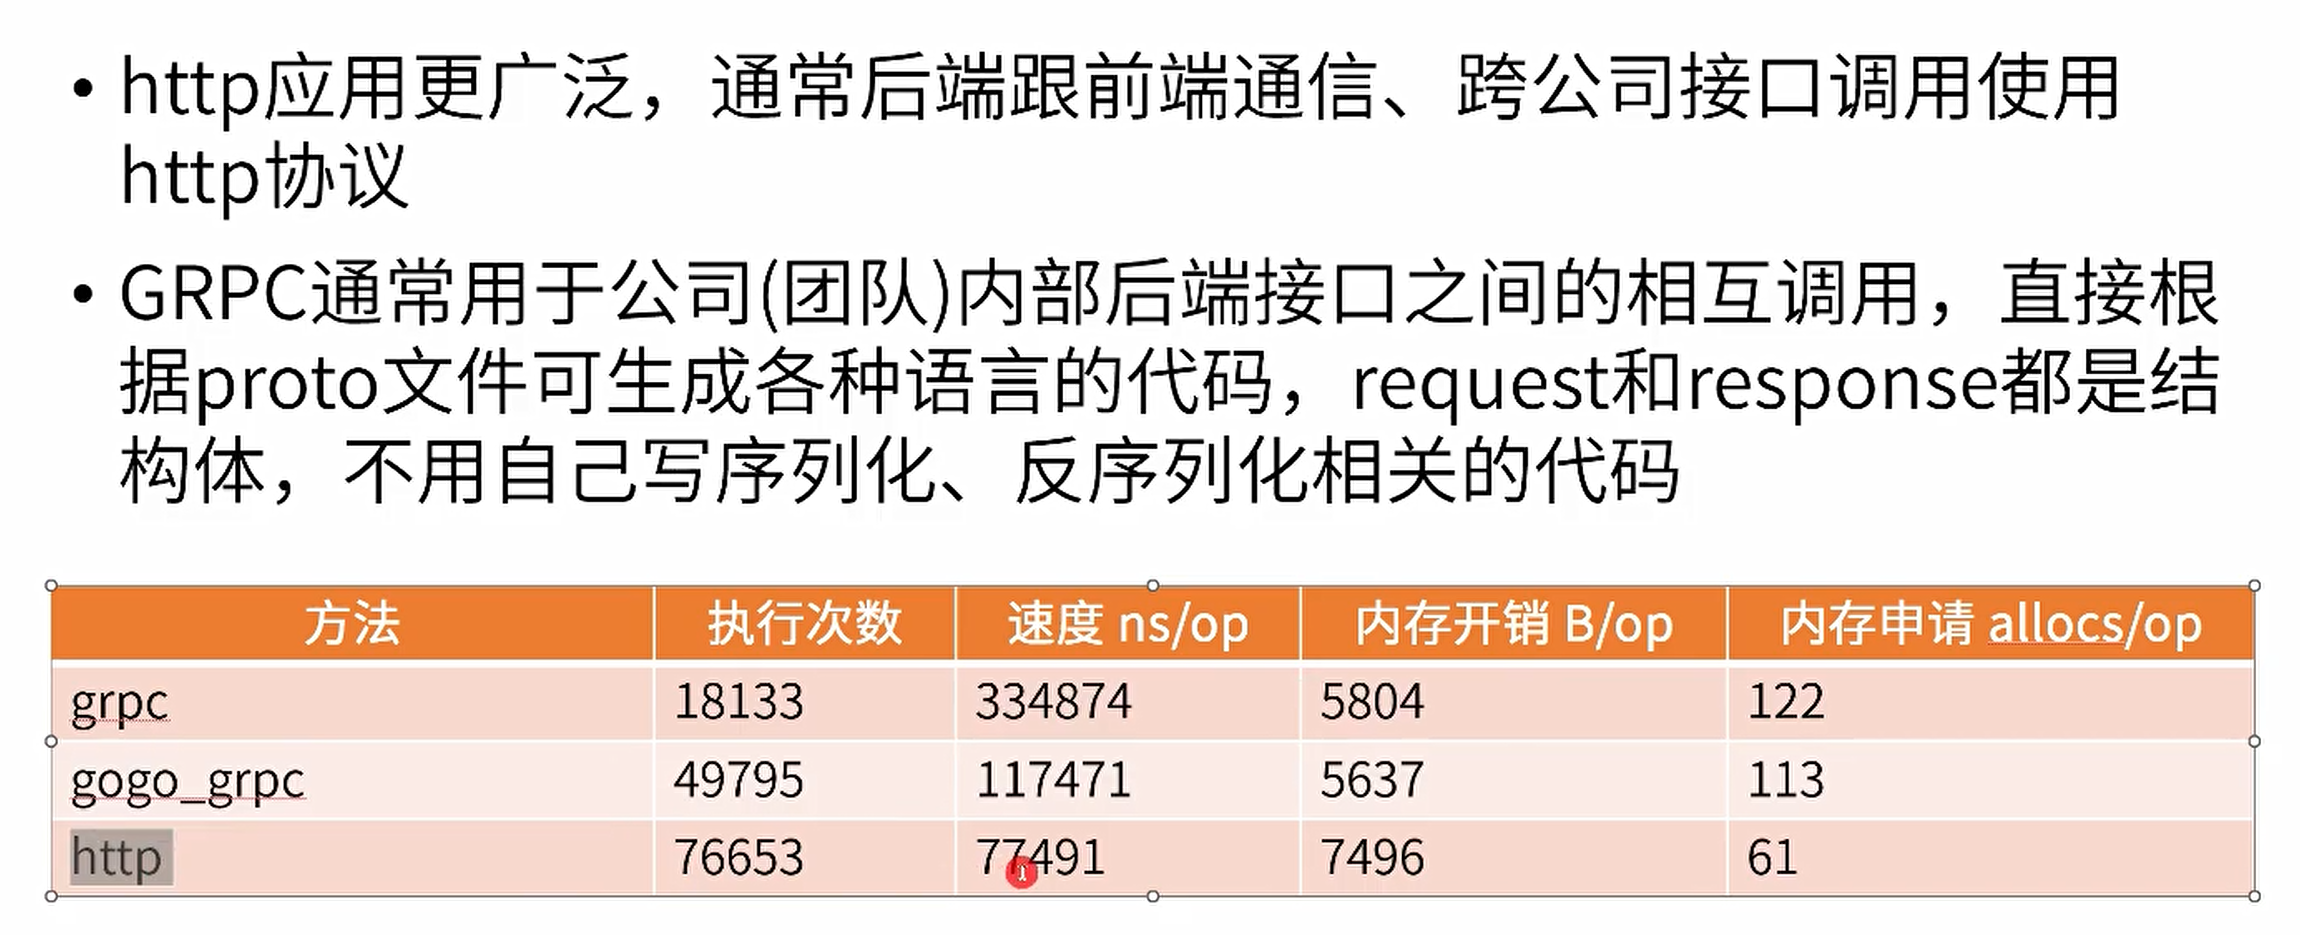 • http应用更广泛，通常后端跟前端通信、跨公司接口调用使用
http协议
• GRPC通常用于公司(团队)内部后端接口之间的相互调用，直接根
据proto文件可生成各种语言的代码，request和response都是结
构体，不用自己写序列化、反序列化相关的代码
方法 执行次数 速度 ns/op 内存开销 B/op 内存申请 allocs/op
grpc 18133 334874 5804 122
gogo_grpc 49795 117471 5637 113
http 76653 77491 7496 61